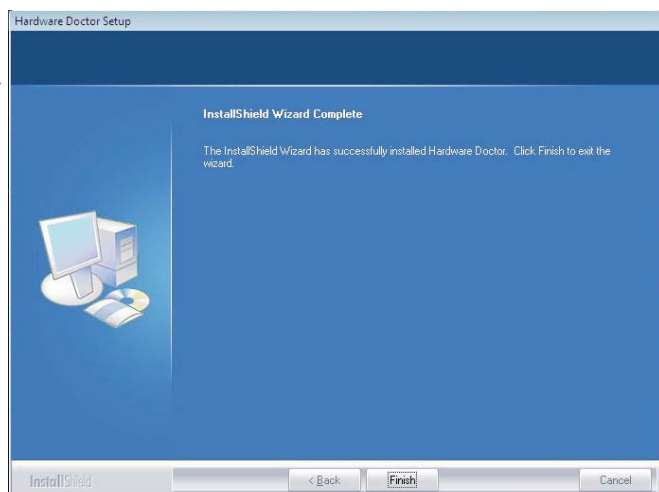 Hardware Doctor Setup
InstallShield Wizard Complete
The InstallShield Wizard has successfully installed Hardware Doctor. Click Finish to exit the
wizard.
InstallShield
< Back
Finish
Cancel